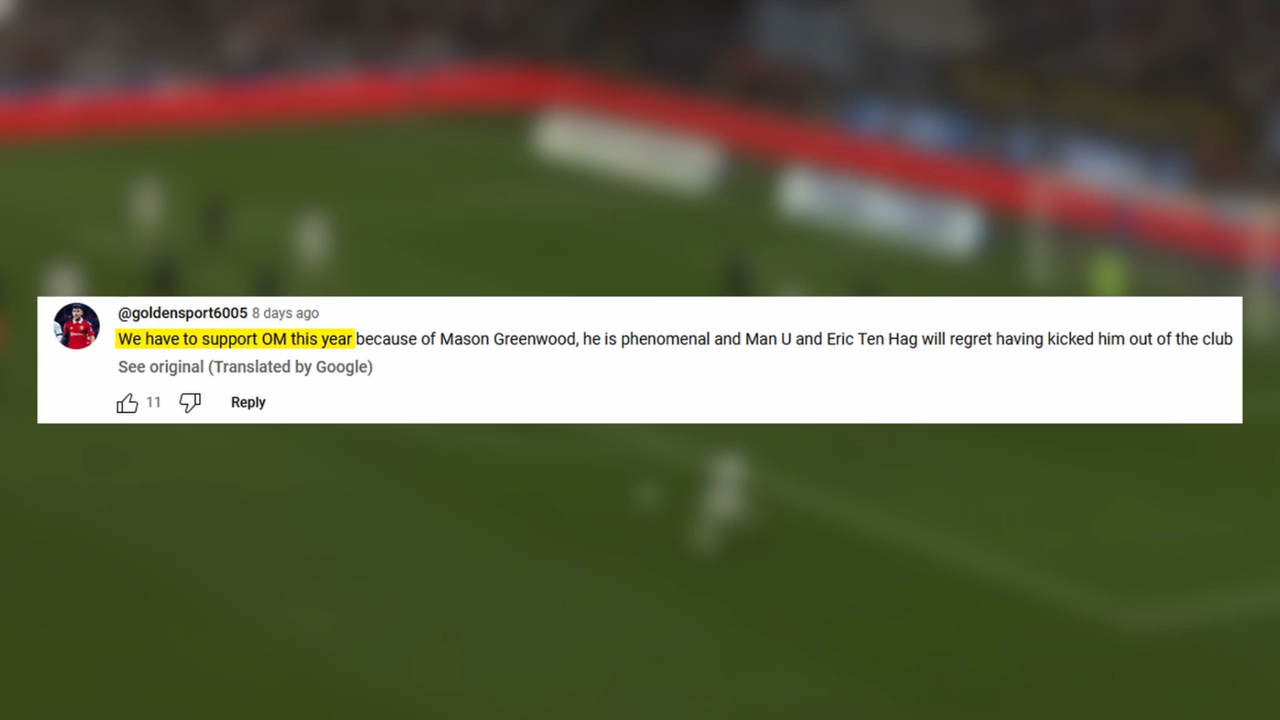 @goldensport6005 8 days ago
We have to support OM this year because of Mason Greenwood, he is phenomenal and Man U and Eric Ten Hag will regret having kicked him out of the club
See original (Translated by Google)
11 Reply